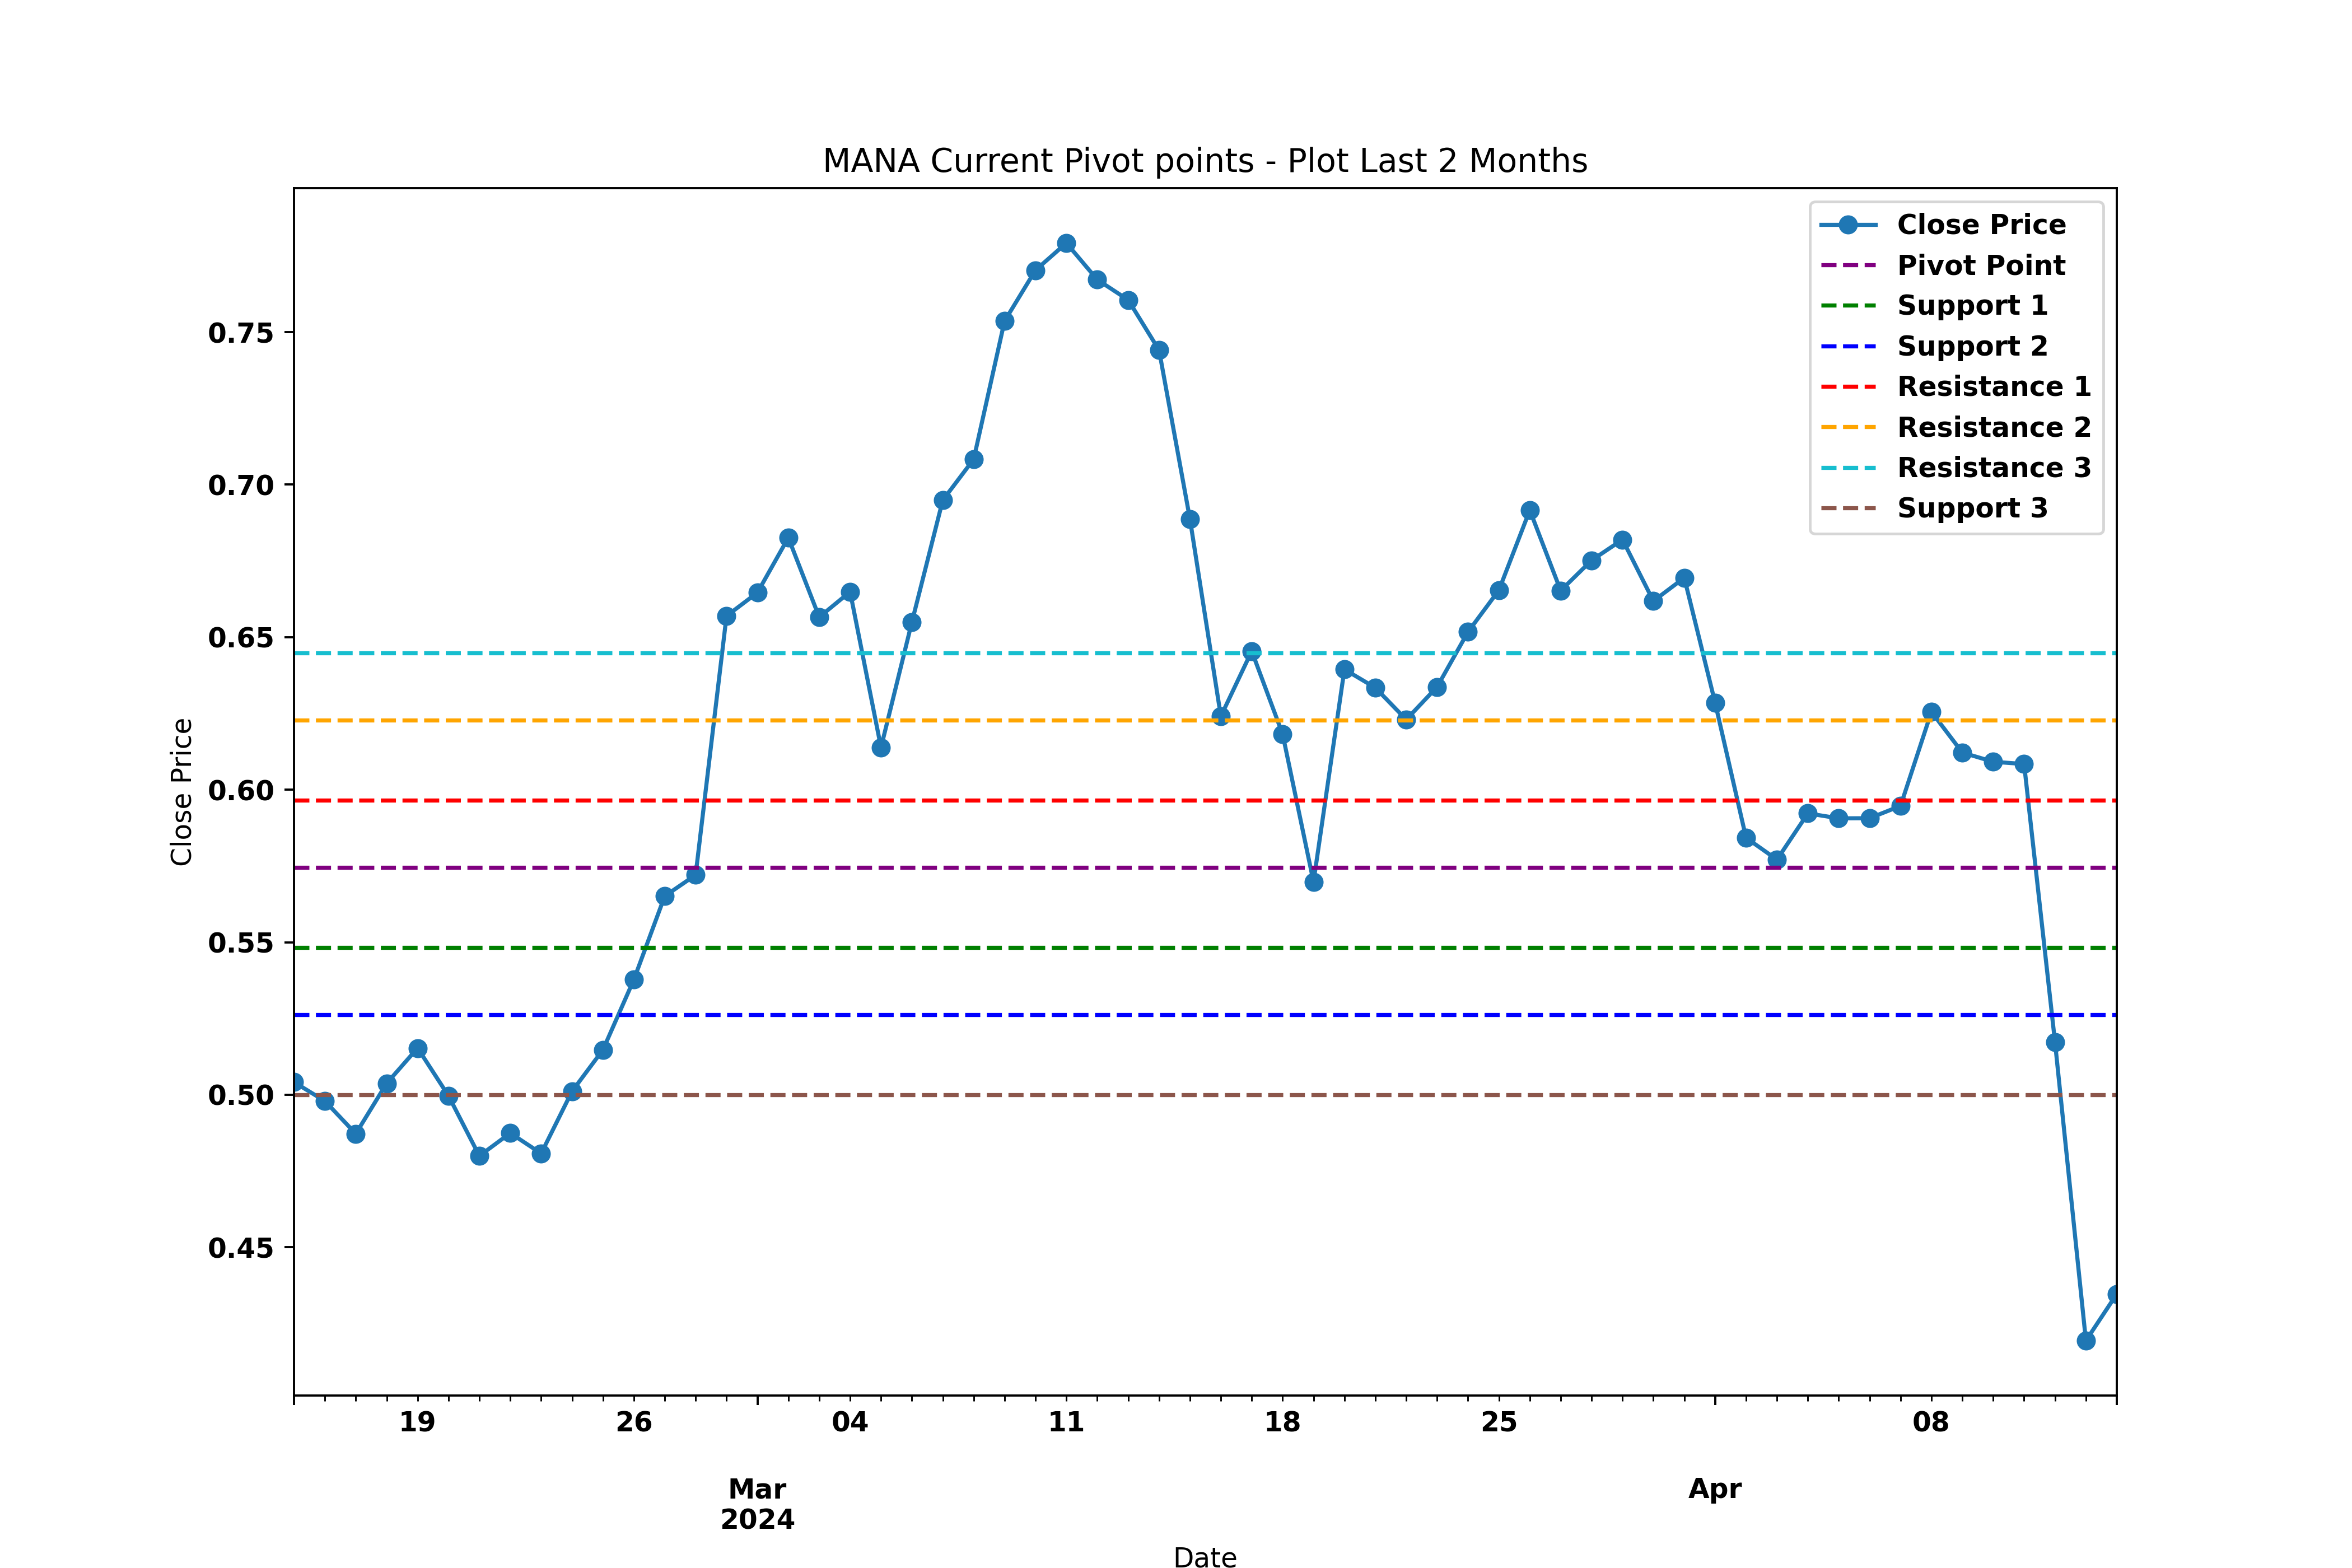 MANA Current Pivot points - Plot Last 2 Months
Close Price
Pivot Point
Support 1
Support 2
Resistance 1
Resistance 2
Resistance 3
Support 3
0.75
0.70
0.65
0.60
0.55
0.50
0.45
Close Price
19 26 04 11 18 25 08
Mar Apr
2024
Date